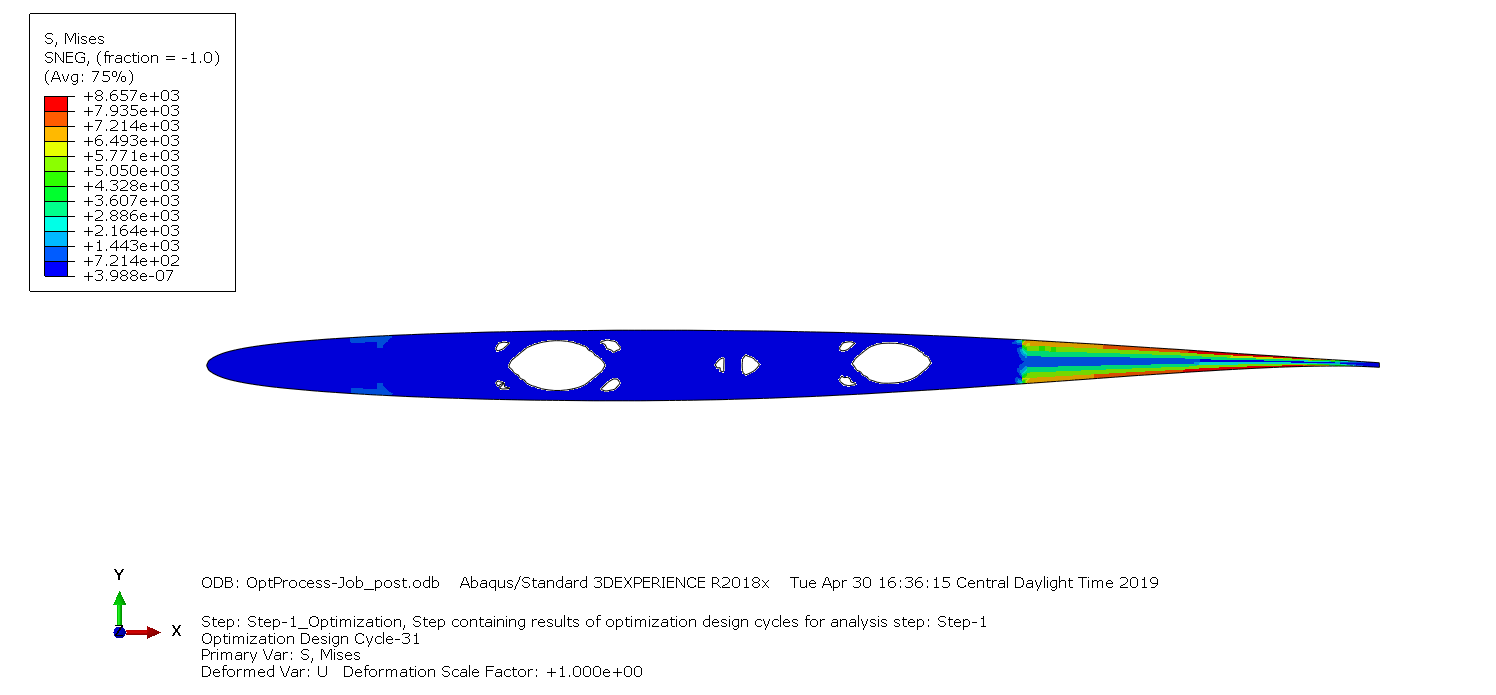 S, Mises
SNEG, (fraction = -1.0)
(Avg: 75%)
+8.657e+03
+7.935e+03
+7.214e+03
+6.493e+03
+5.771e+03
+5.050e+03
+4.328e+03
+3.607e+03
+2.886e+03
+2.164e+03
+1.443e+03
+7.214e+02
+3.988e-07
Y
X
ODB: OptProcess-Job_post.odb    Abaqus/Standard 3DEXPERIENCE R2018x    Tue Apr 30 16:36:15 Central Daylight Time 2019
Step: Step-1_Optimization, Step containing results of optimization design cycles for analysis step: Step-1
Optimization Design Cycle-31
Primary Var: S, Mises
Deformed Var: U   Deformation Scale Factor: +1.000e+00